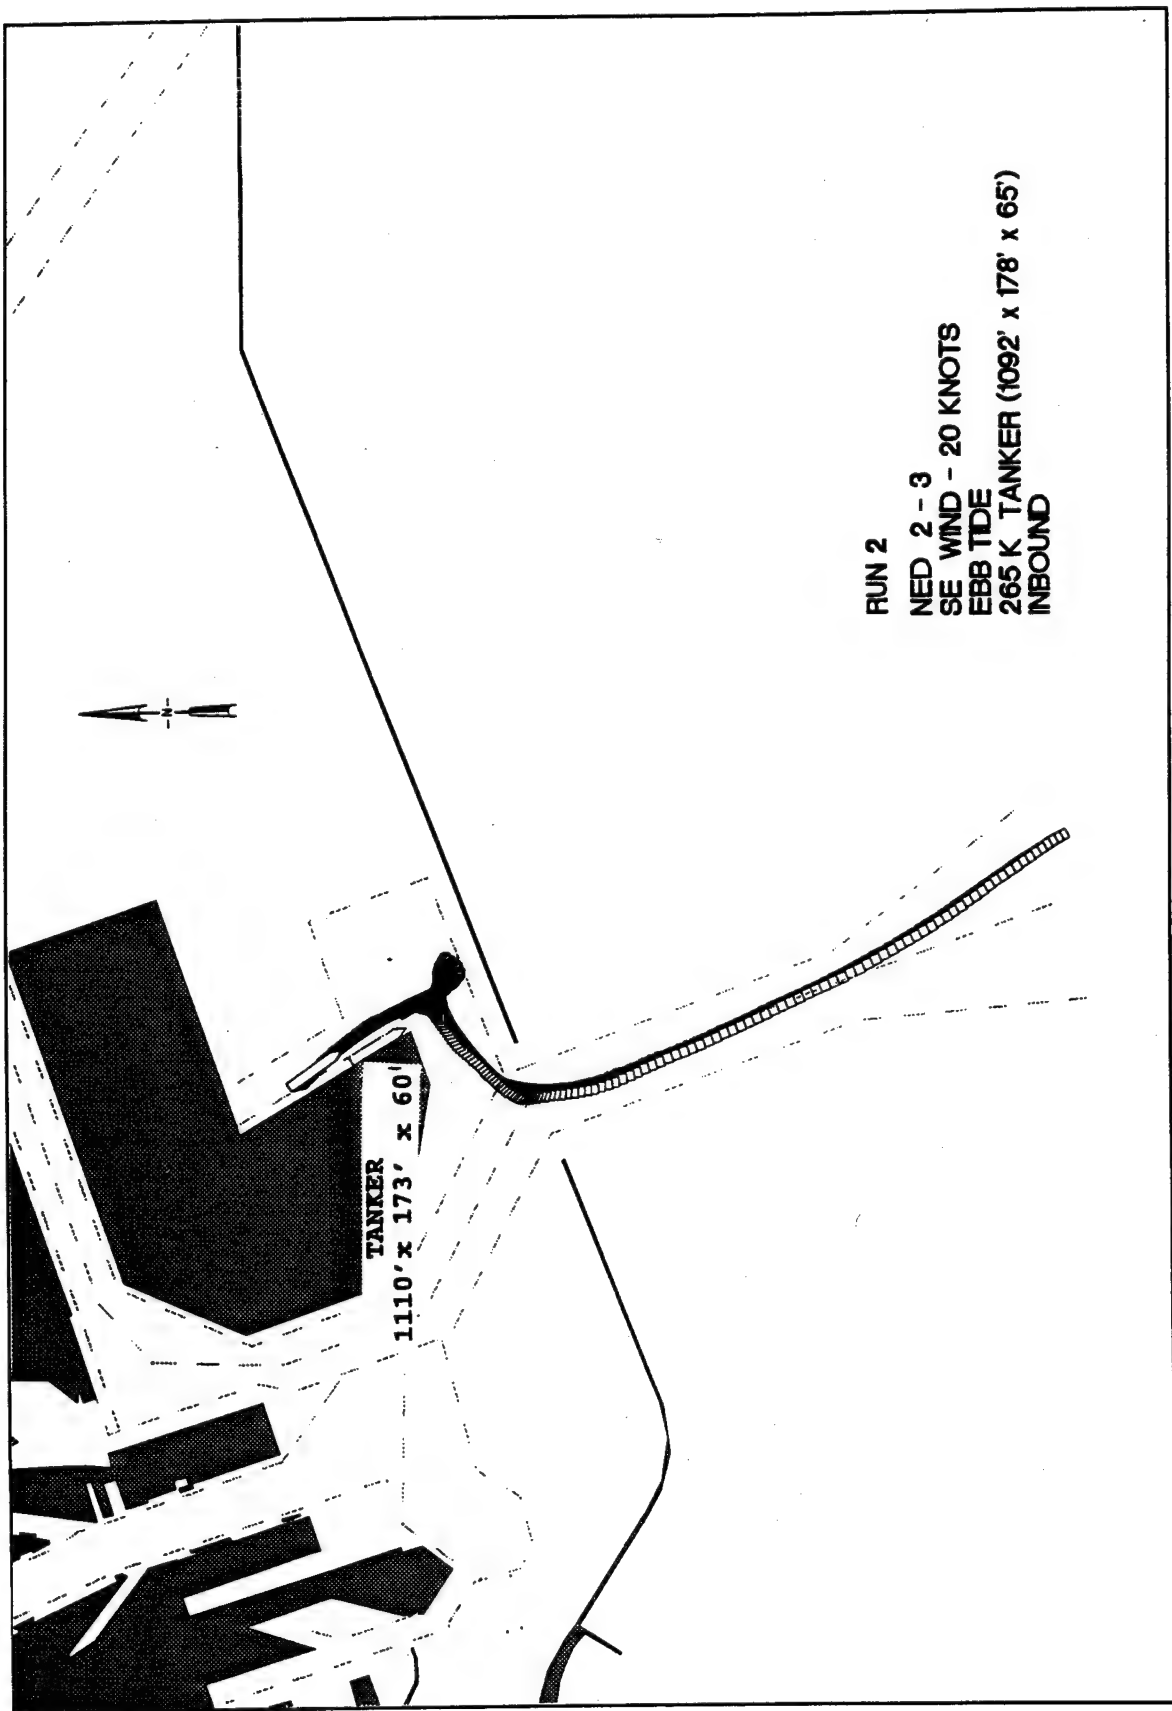 N
TANKER
1110'x 173' x 60'
RUN 2
NED 2 - 3
SE WIND - 20 KNOTS
EBB TIDE
265 K TANKER (1092' x 178' x 65')
INBOUND